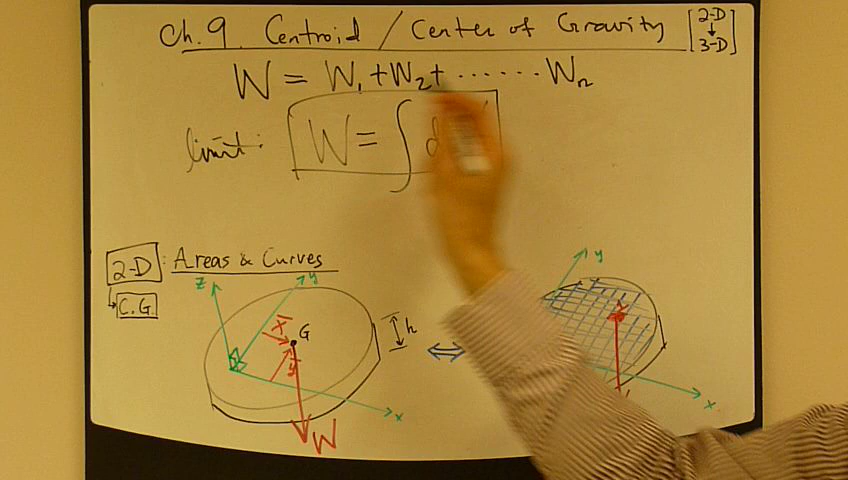 Ch. 9 Centroid / Center of Gravity [2-D ↓ 3-D]
W = W₁ + W₂ + ······ Wₙ
limit: W = ∫ d
2-D : Areas & Curves
↳ C.G.
z
y
x̄
G
ȳ
h
x
W
⇔
y
x